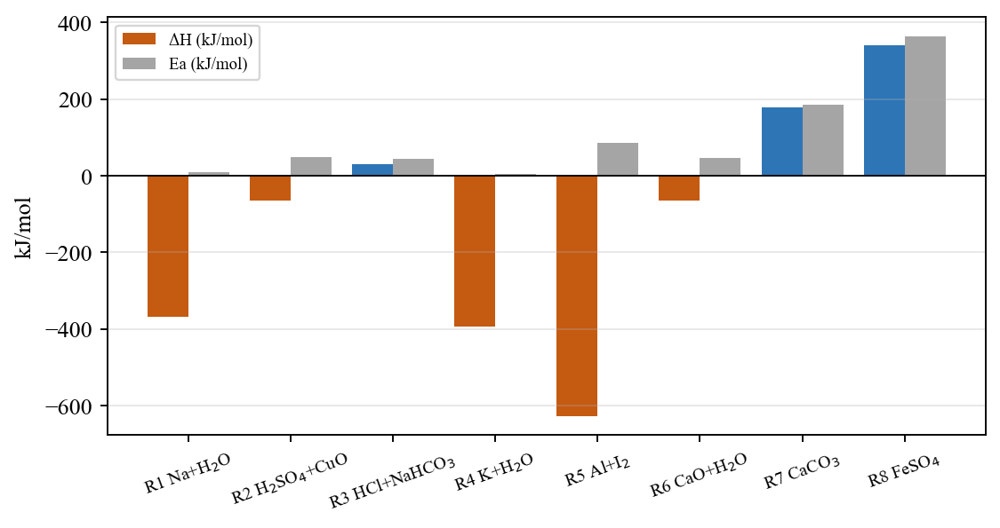 400
200
0
−200
−400
−600
kJ/mol
ΔH (kJ/mol)
Ea (kJ/mol)
R1 Na+H₂O
R2 H₂SO₄+CuO
R3 HCl+NaHCO₃
R4 K+H₂O
R5 Al+I₂
R6 CaO+H₂O
R7 CaCO₃
R8 FeSO₄